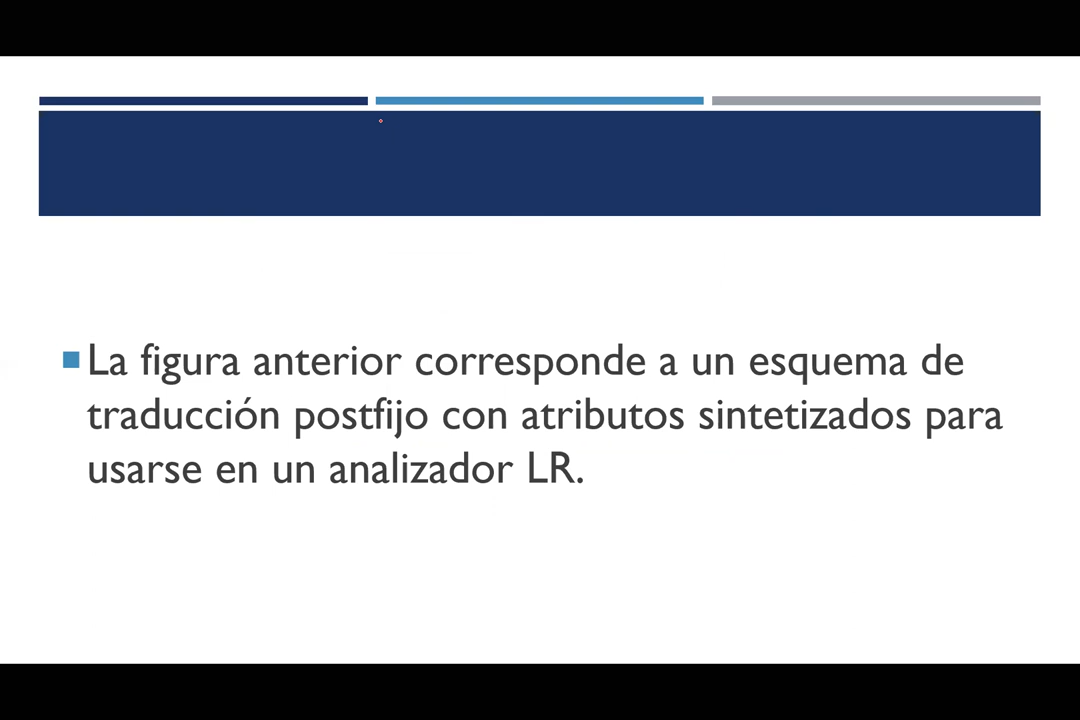 La figura anterior corresponde a un esquema de
traducción postfijo con atributos sintetizados para
usarse en un analizador LR.